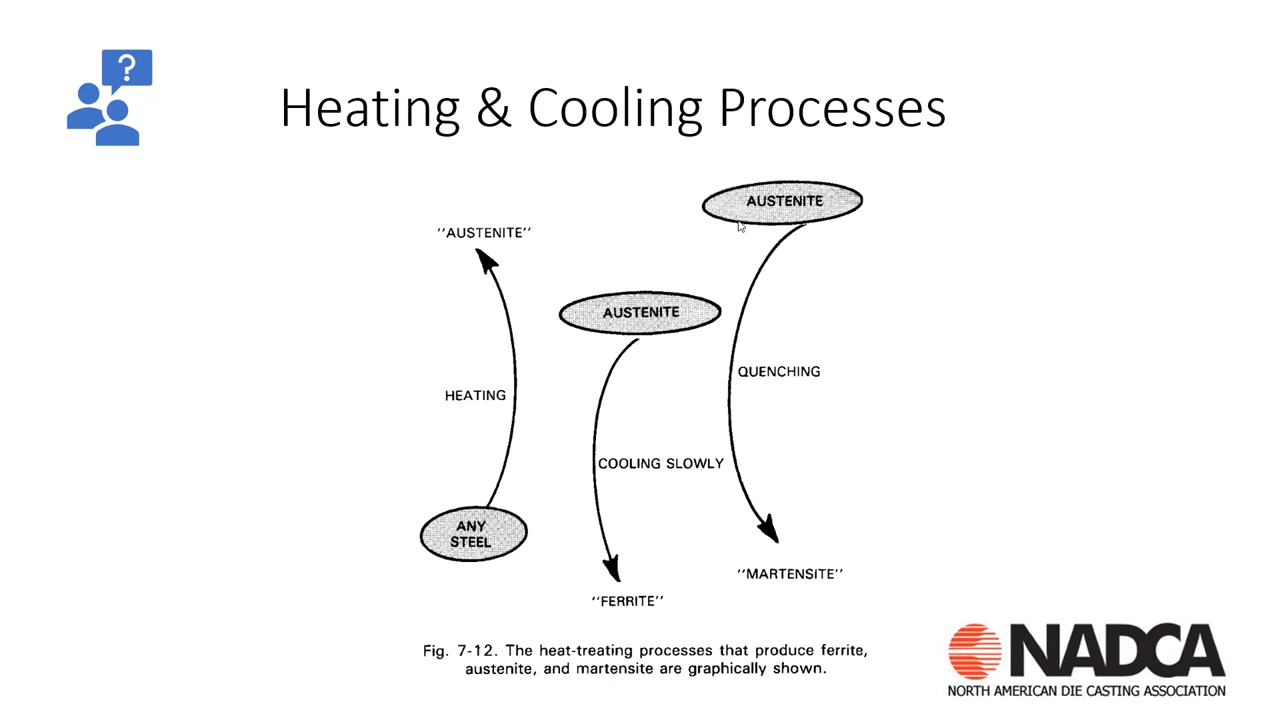 ?
Heating & Cooling Processes
AUSTENITE
"AUSTENITE"
AUSTENITE
QUENCHING
HEATING
COOLING SLOWLY
ANY
STEEL
"MARTENSITE"
"FERRITE"
Fig. 7-12. The heat-treating processes that produce ferrite,
austenite, and martensite are graphically shown.
NADCA
NORTH AMERICAN DIE CASTING ASSOCIATION